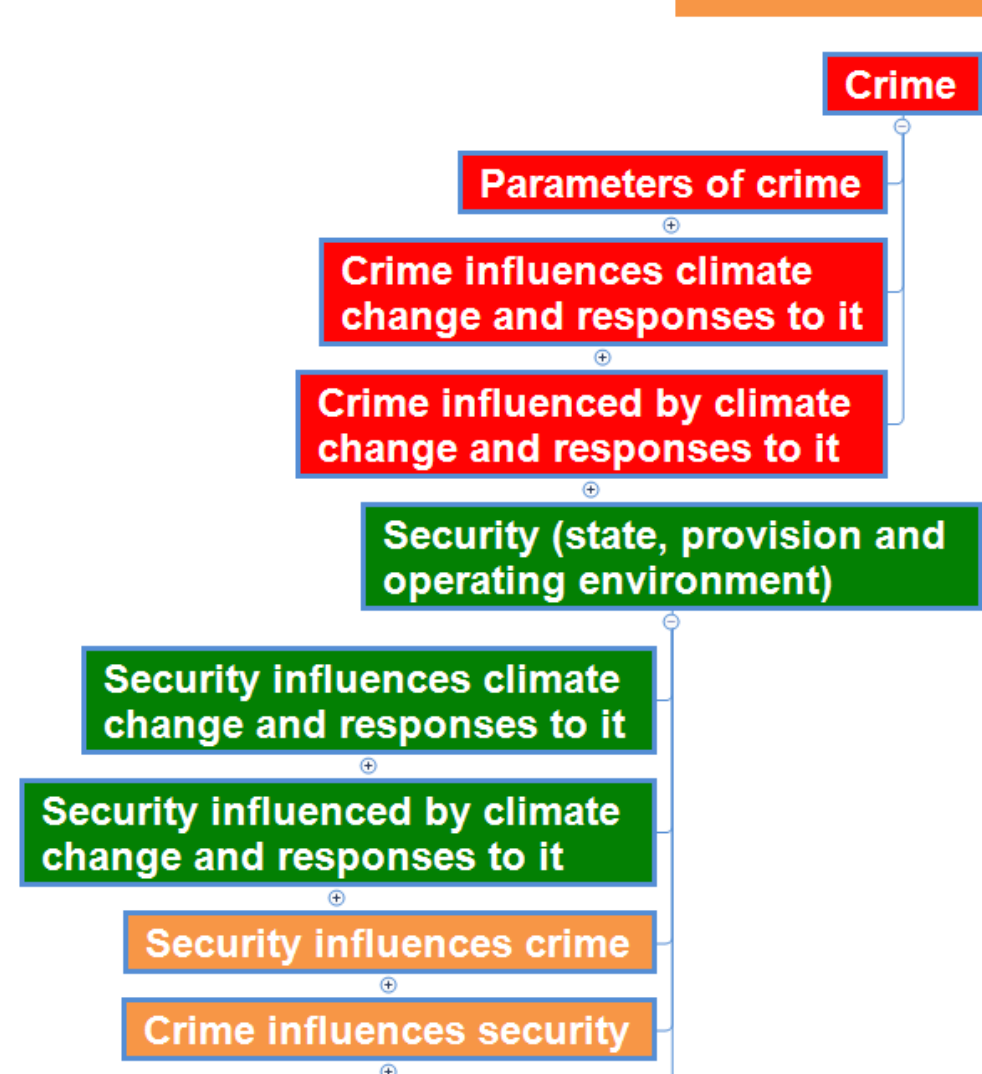 Crime
Parameters of crime
Crime influences climate
change and responses to it
Crime influenced by climate
change and responses to it
Security (state, provision and
operating environment)
Security influences climate
change and responses to it
Security influenced by climate
change and responses to it
Security influences crime
Crime influences security